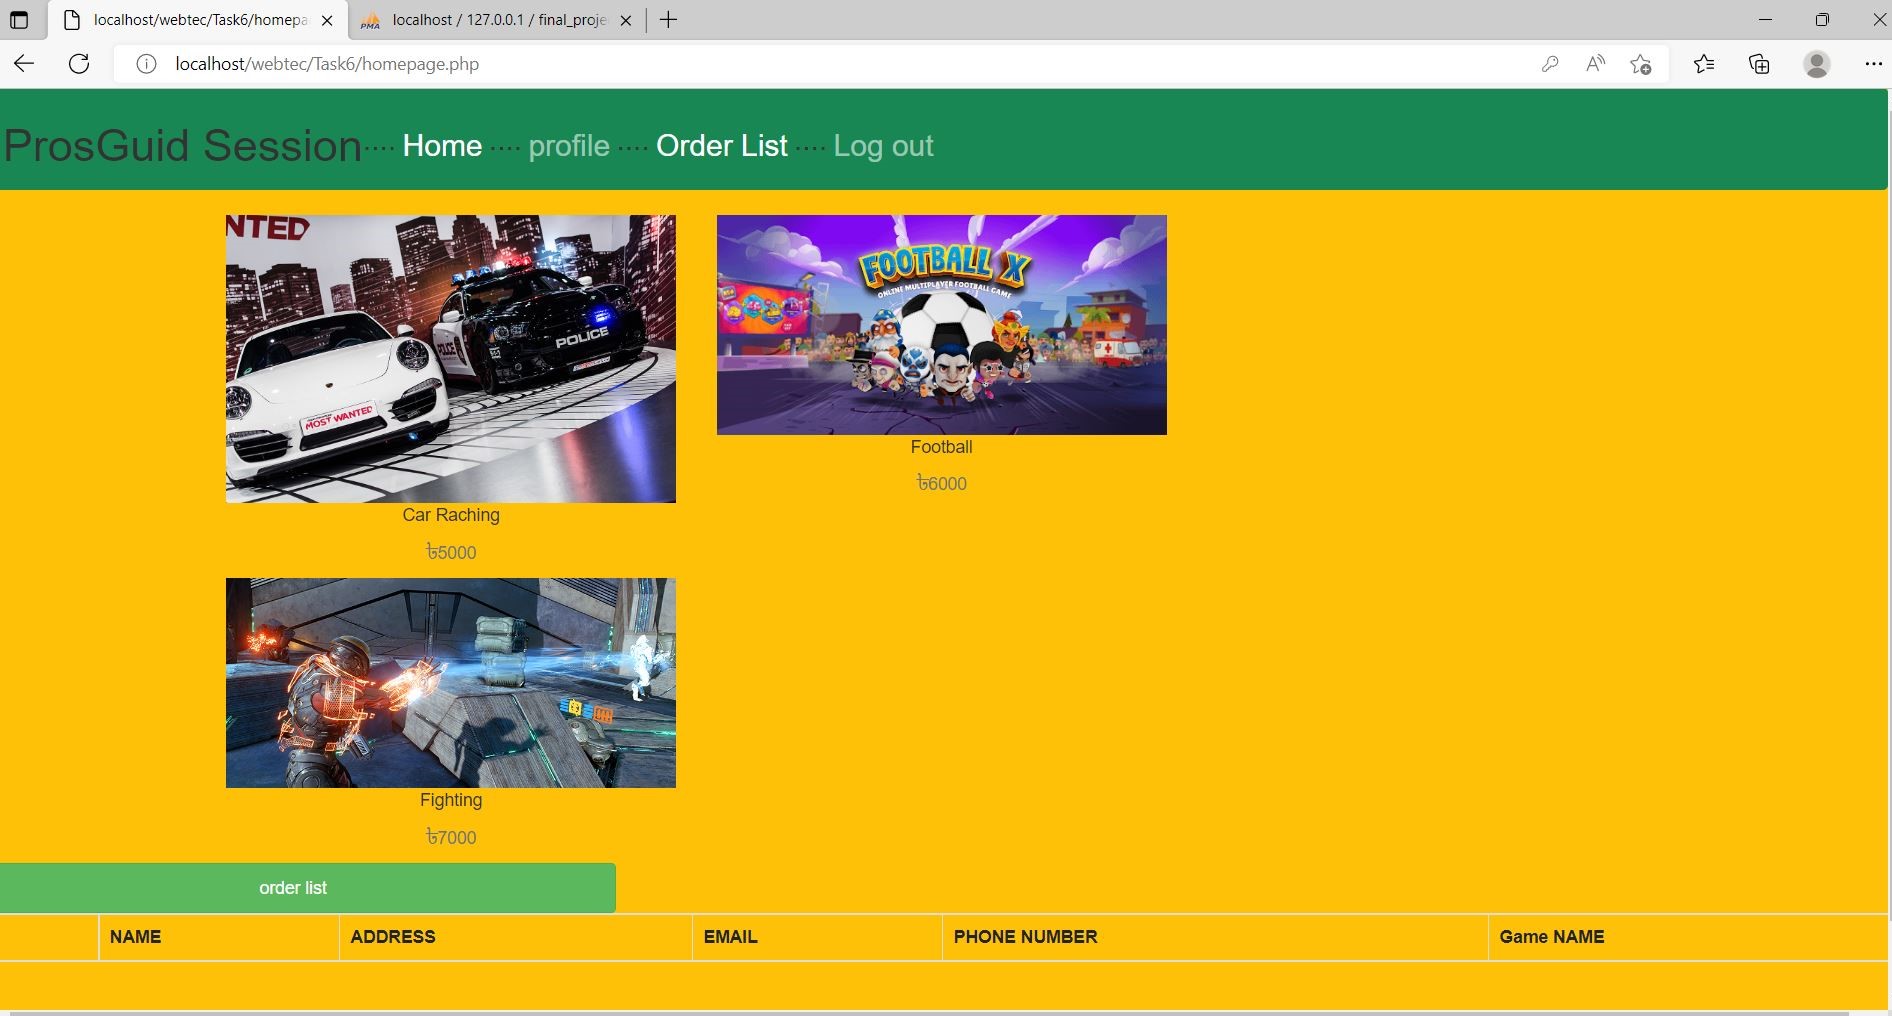 localhost/webtec/Task6/homepa
localhost / 127.0.0.1 / final_proje
PMA
localhost/webtec/Task6/homepage.php
ProsGuid Session···· Home ···· profile ···· Order List ···· Log out
NTED
POLICE
POLICE
MOST WANTED
Car Raching
৳5000
FOOTBALL X
ONLINE MULTIPLAYER FOOTBALL GAME
Football
৳6000
Fighting
৳7000
order list
NAME ADDRESS EMAIL PHONE NUMBER Game NAME